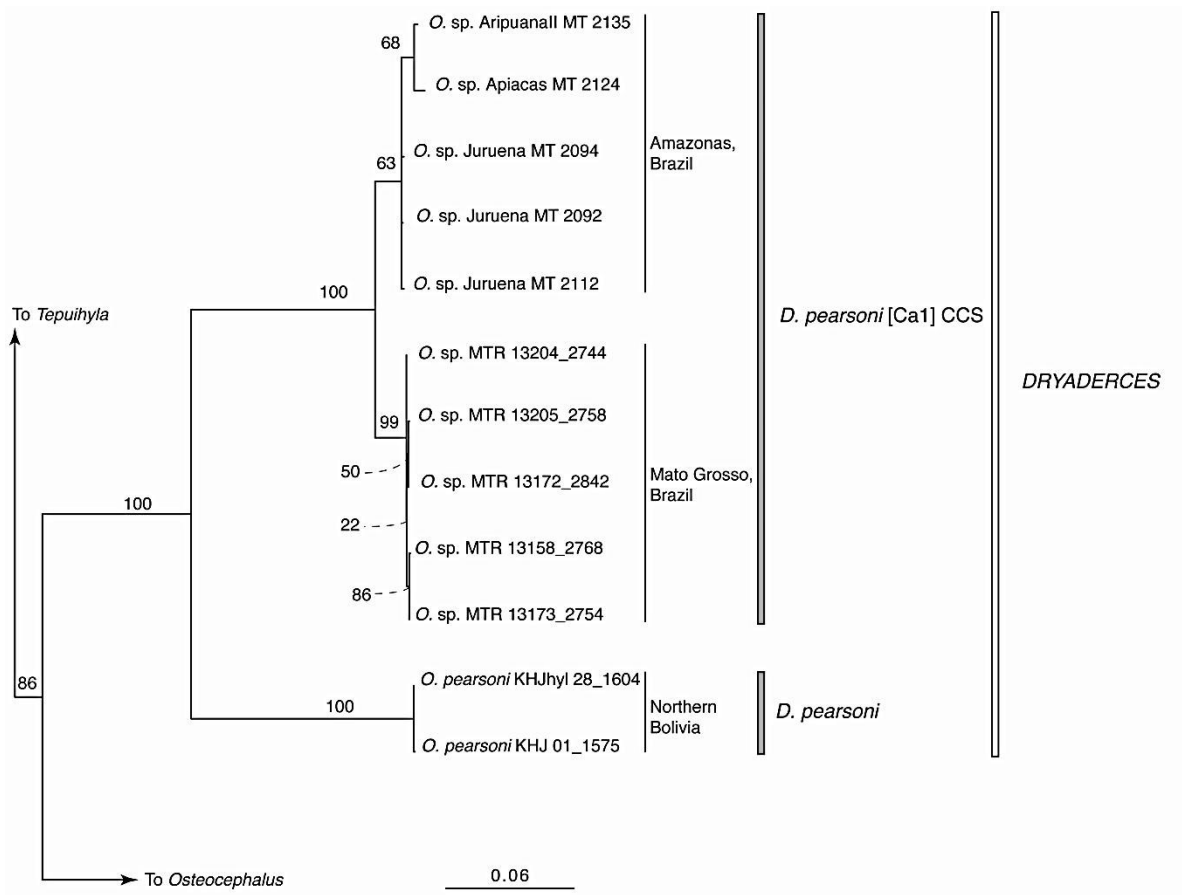 O. sp. AripuanaII MT 2135
68
O. sp. Apiacas MT 2124
O. sp. Juruena MT 2094
Amazonas,
Brazil
63
O. sp. Juruena MT 2092
O. sp. Juruena MT 2112
100
To Tepuihyla
D. pearsoni [Ca1] CCS
O. sp. MTR 13204_2744
DRYADERCES
O. sp. MTR 13205_2758
99
50
O. sp. MTR 13172_2842
Mato Grosso,
Brazil
100
22
O. sp. MTR 13158_2768
86
O. sp. MTR 13173_2754
86
O. pearsoni KHJhyl 28_1604
100
Northern
Bolivia
D. pearsoni
O. pearsoni KHJ 01_1575
To Osteocephalus
0.06